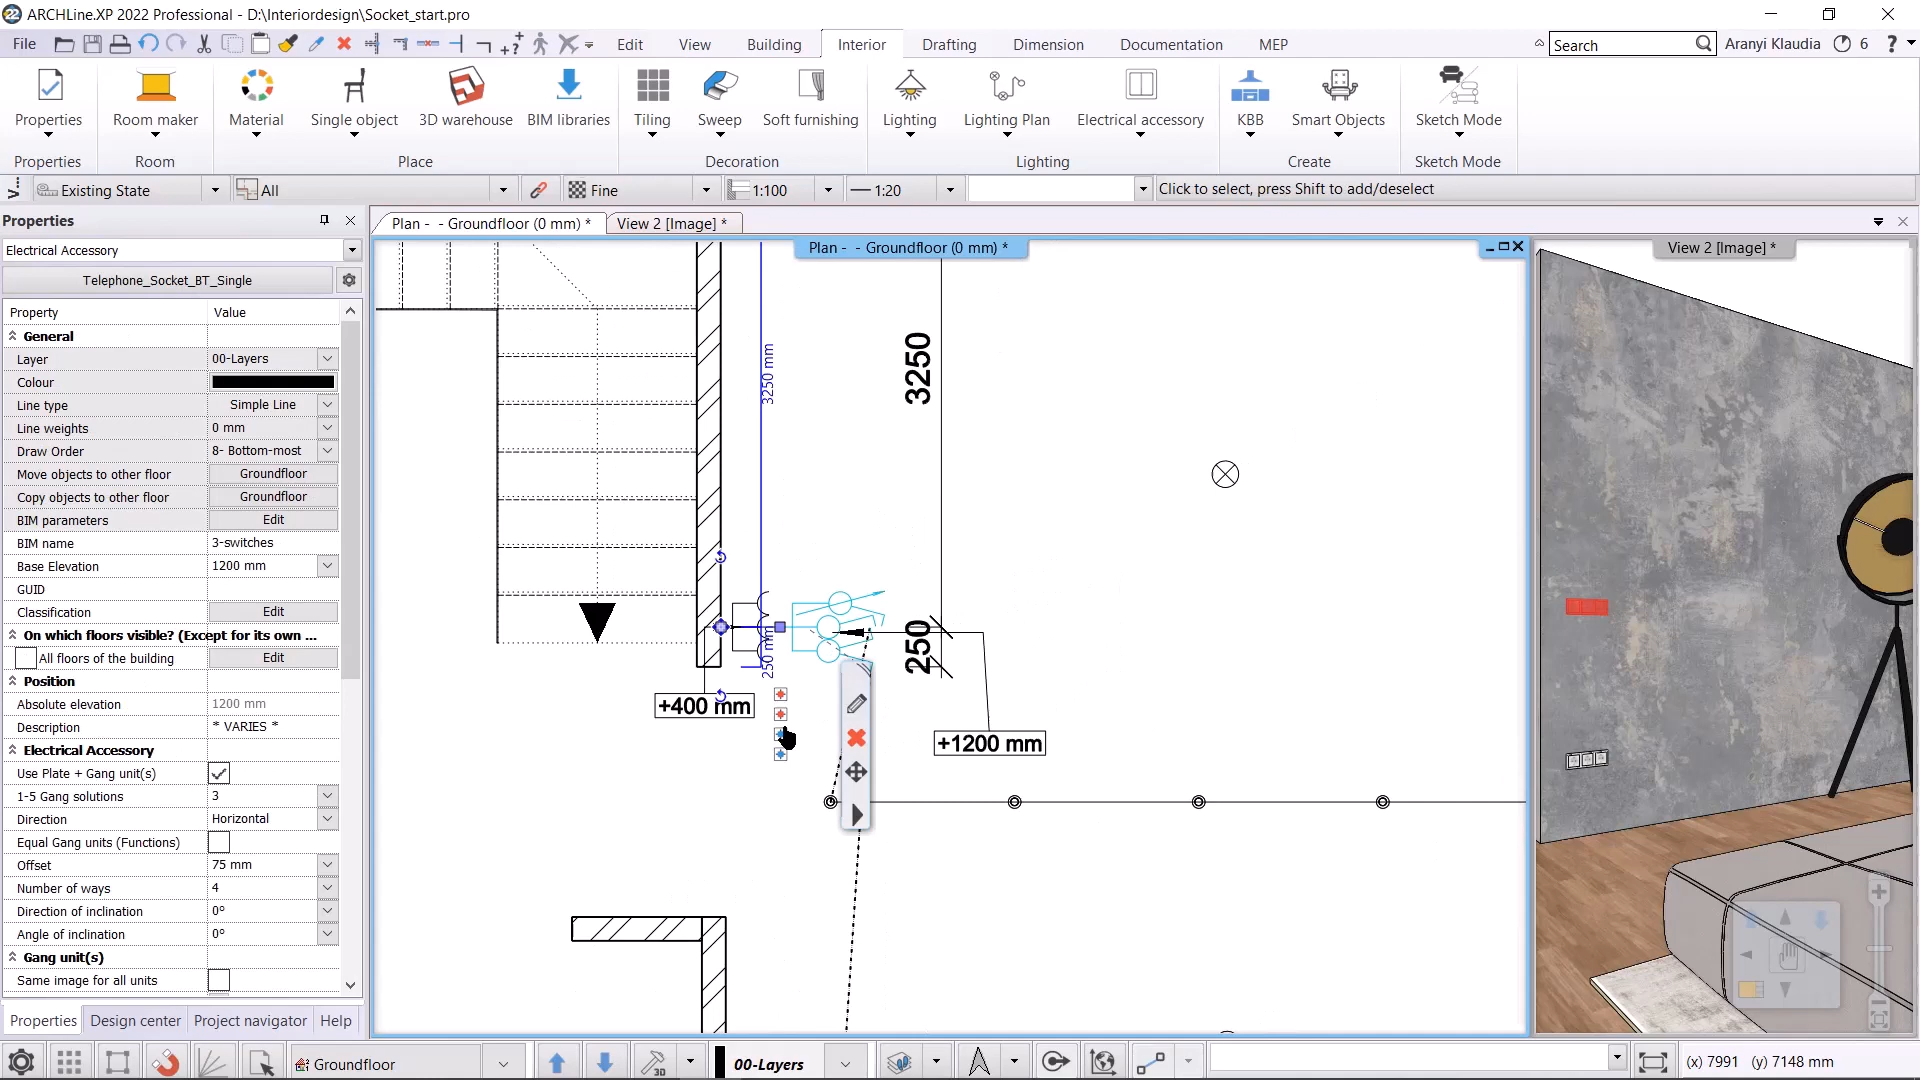 ARCHLine.XP 2022 Professional - D:\Interiordesign\Socket_start.pro
File
Edit
View
Building
Interior
Drafting
Dimension
Documentation
MEP
Search
Aranyi Klaudia
6
?
Properties
Room maker
Material
Single object
3D warehouse
BIM libraries
Tiling
Sweep
Soft furnishing
Lighting
Lighting Plan
Electrical accessory
KBB
Smart Objects
Sketch Mode
Properties
Room
Place
Decoration
Lighting
Create
Sketch Mode
Existing State
All
Fine
1:100
1:20
Click to select, press Shift to add/deselect
Properties
Plan - - Groundfloor (0 mm) *
View 2 [Image] *
Electrical Accessory
Plan - - Groundfloor (0 mm) *
View 2 [Image] *
Telephone_Socket_BT_Single
Property Value
General
Layer 00-Layers
Colour
Line type Simple Line
Line weights 0 mm
Draw Order 8- Bottom-most
Move objects to other floor Groundfloor
Copy objects to other floor Groundfloor
BIM parameters Edit
BIM name 3-switches
Base Elevation 1200 mm
GUID
Classification Edit
On which floors visible? (Except for its own ...
All floors of the building Edit
Position
Absolute elevation 1200 mm
Description * VARIES *
Electrical Accessory
Use Plate + Gang unit(s)
1-5 Gang solutions 3
Direction Horizontal
Equal Gang units (Functions)
Offset 75 mm
Number of ways 4
Direction of inclination 0°
Angle of inclination 0°
Gang unit(s)
Same image for all units
3250 mm
3250
250 mm
250
+400 mm
+1200 mm
Properties
Design center
Project navigator
Help
Groundfloor
3D
00-Layers
(x) 7991 (y) 7148 mm